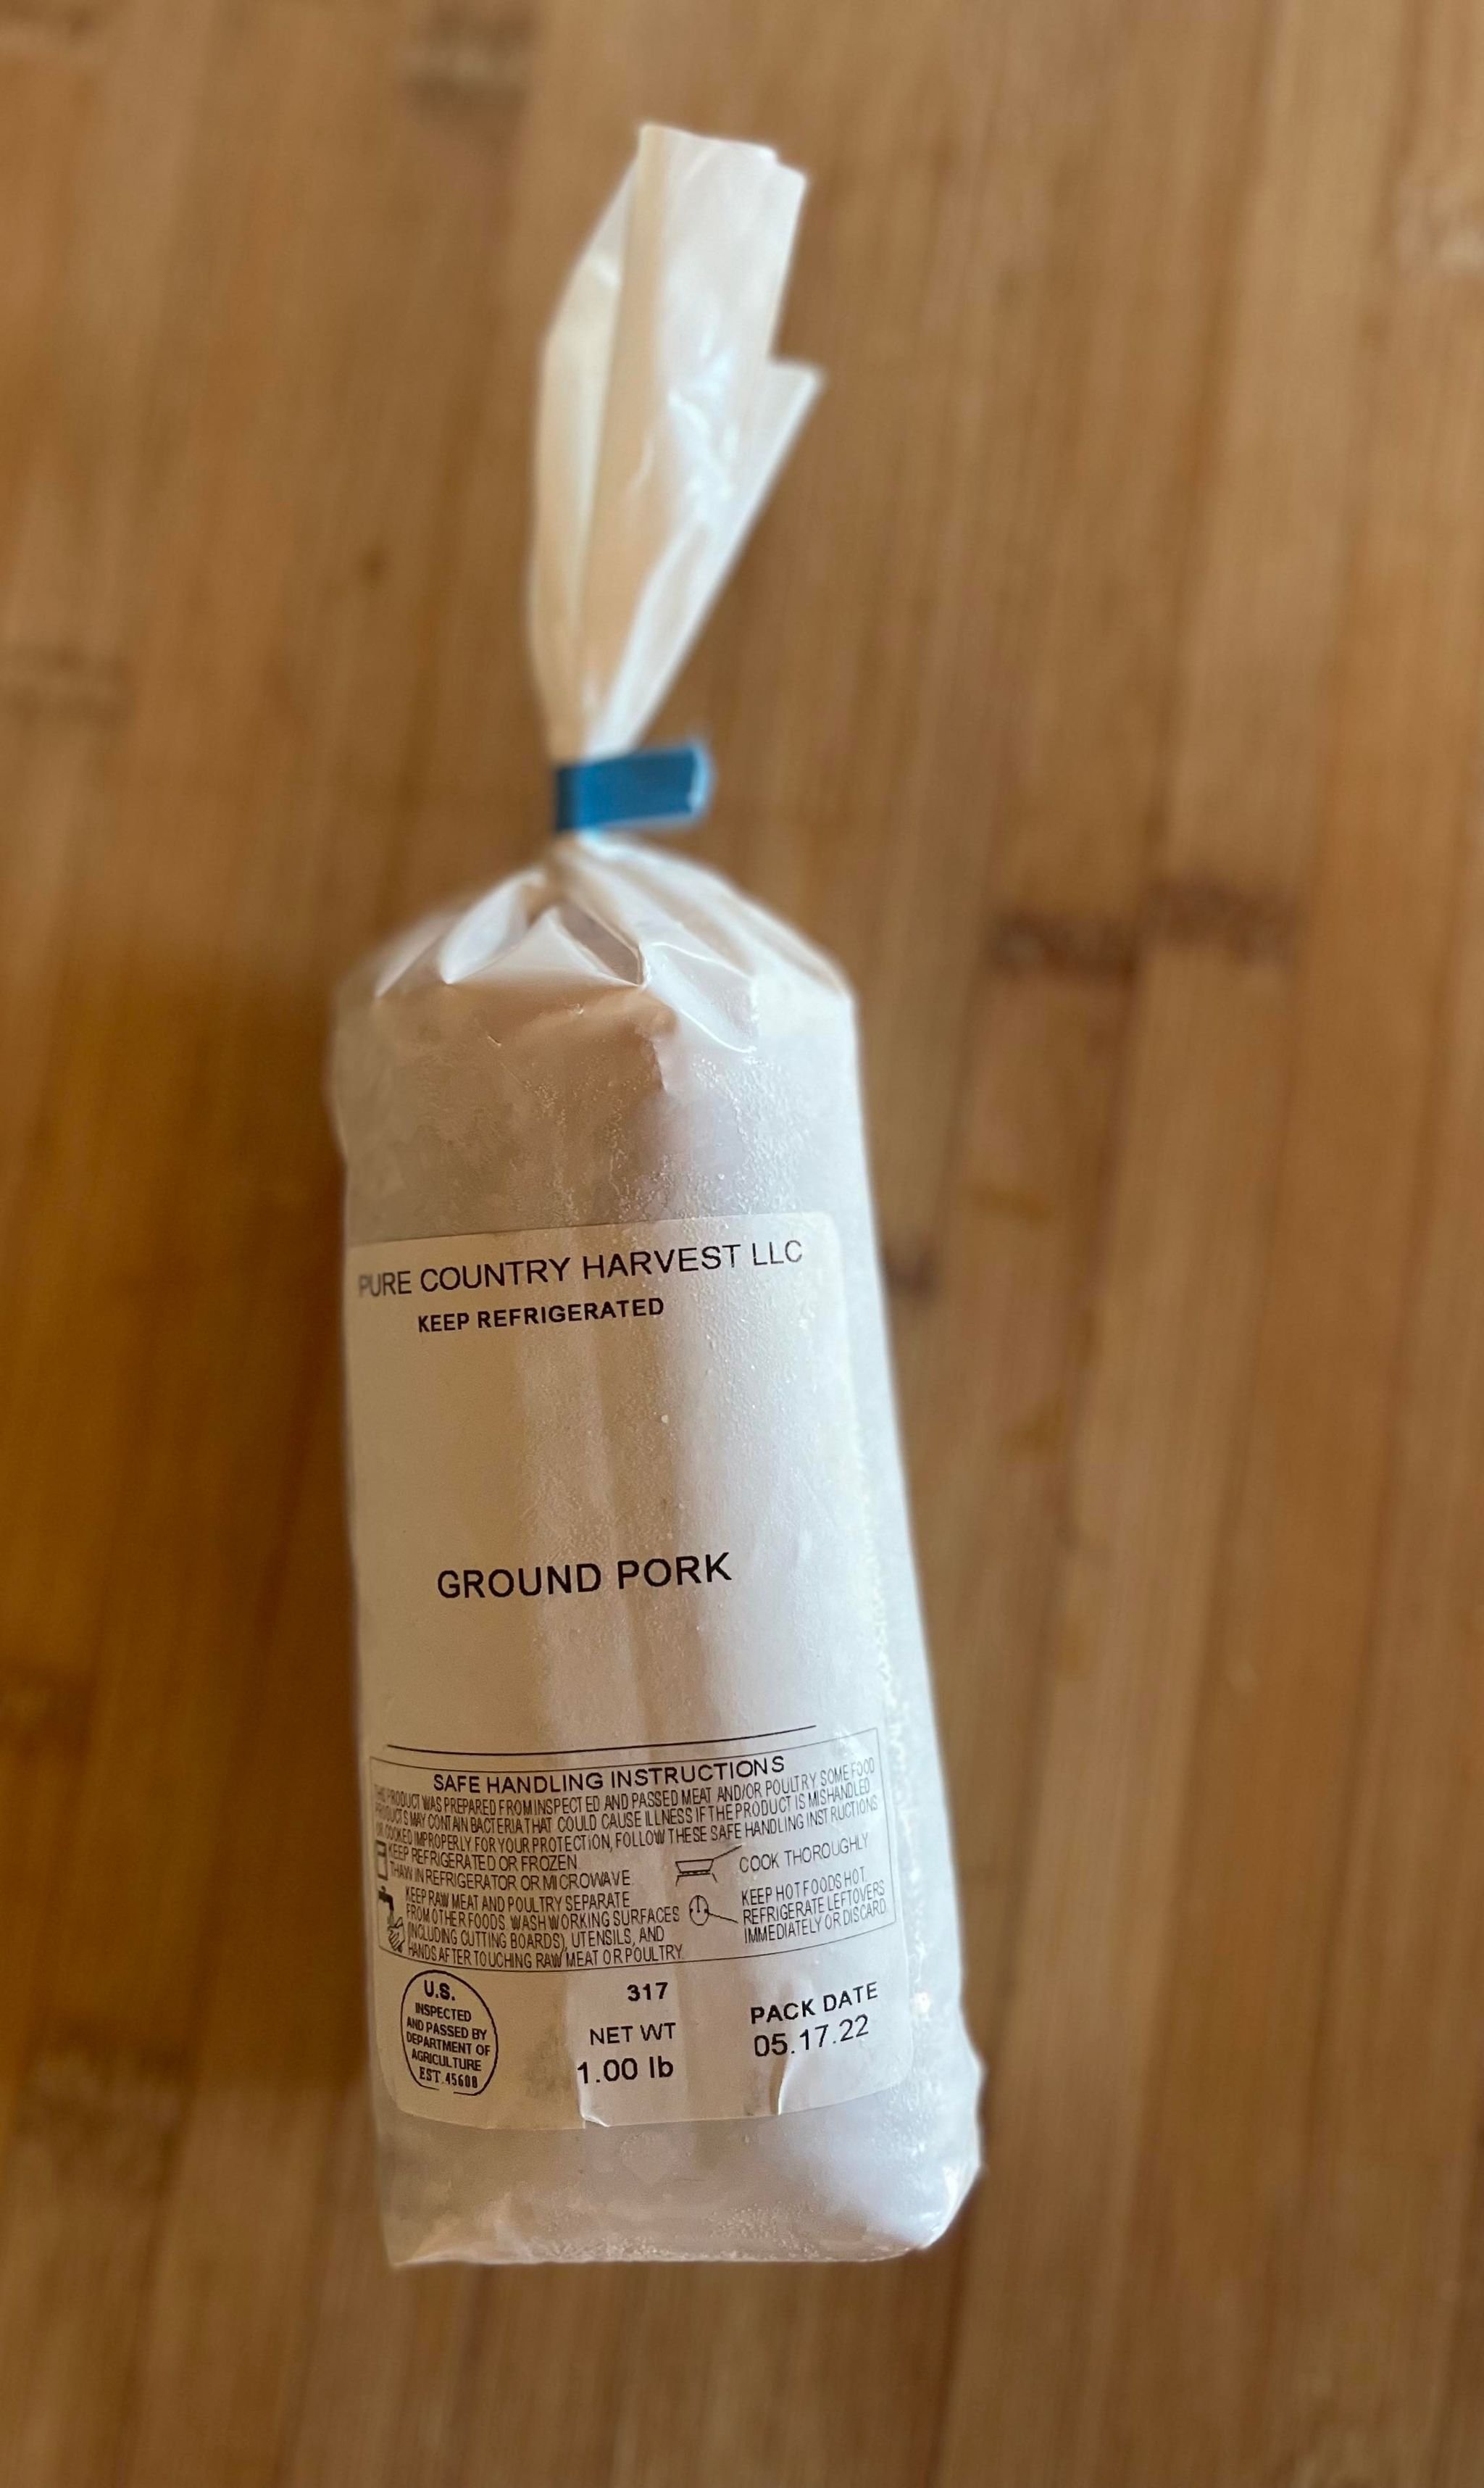 PURE COUNTRY HARVEST LLC
KEEP REFRIGERATED
GROUND PORK
SAFE HANDLING INSTRUCTIONS
PRODUCT WAS PREPARED FROM INSPECTED AND PASSED MEAT AND/OR POULTRY SOME FOOD
PRODUCTS MAY CONTAIN BACTERIA THAT COULD CAUSE ILLNESS IF THE PRODUCT IS MISHANDLED
OR COOKED IMPROPERLY. FOR YOUR PROTECTION, FOLLOW THESE SAFE HANDLING INSTRUCTIONS
KEEP REFRIGERATED OR FROZEN
THAW IN REFRIGERATOR OR MICROWAVE.
KEEP RAW MEAT AND POULTRY SEPARATE
FROM OTHER FOODS. WASH WORKING SURFACES
(INCLUDING CUTTING BOARDS), UTENSILS, AND
HANDS AFTER TOUCHING RAW MEAT OR POULTRY.
COOK THOROUGHLY
KEEP HOT FOODS HOT.
REFRIGERATE LEFTOVERS
IMMEDIATELY OR DISCARD
U.S.
INSPECTED
AND PASSED BY
DEPARTMENT OF
AGRICULTURE
EST.45608
317
NET WT
1.00 lb
PACK DATE
05.17.22